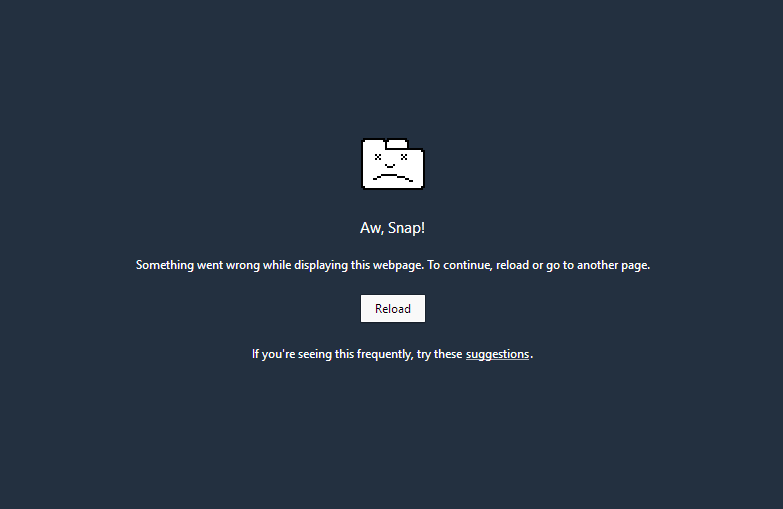 Aw, Snap!
Something went wrong while displaying this webpage. To continue, reload or go to another page.
Reload
If you're seeing this frequently, try these suggestions.